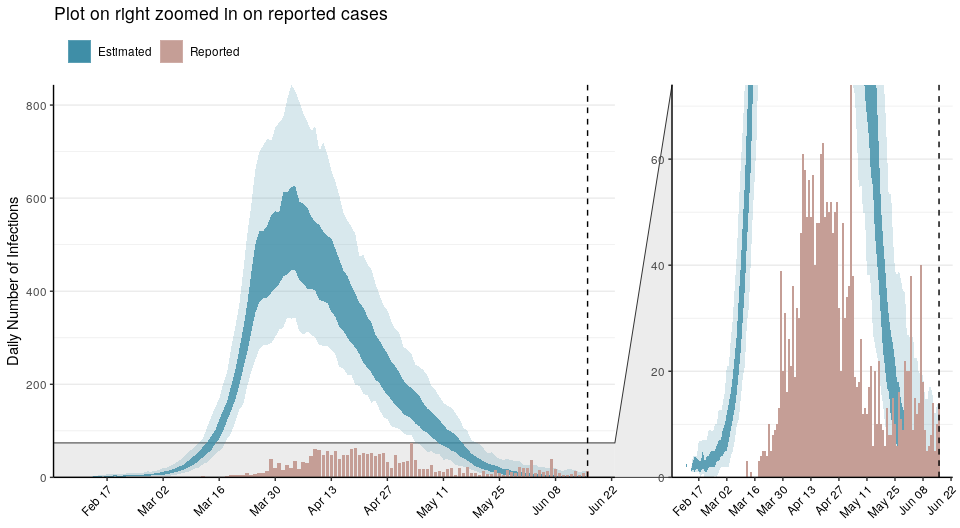 Plot on right zoomed in on reported cases
Estimated Reported
Daily Number of Infections
800
600
400
200
0
Feb 17 Mar 02 Mar 16 Mar 30 Apr 13 Apr 27 May 11 May 25 Jun 08 Jun 22
60
40
20
0
Feb 17 Mar 02 Mar 16 Mar 30 Apr 13 Apr 27 May 11 May 25 Jun 08 Jun 22